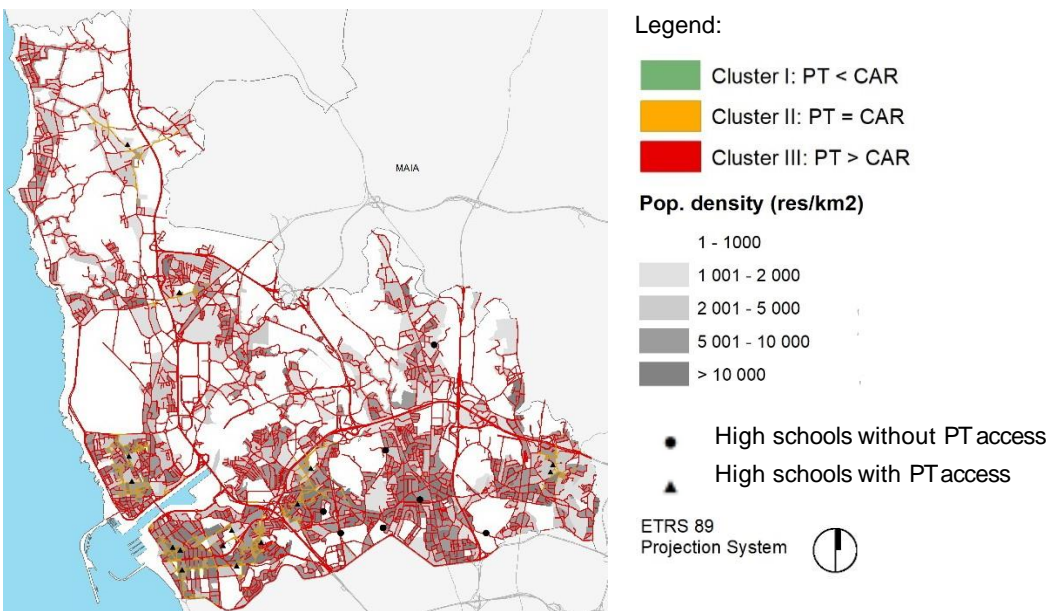 MAIA
Legend:
Cluster I: PT < CAR
Cluster II: PT = CAR
Cluster III: PT > CAR
Pop. density (res/km2)
1 - 1000
1 001 - 2 000
2 001 - 5 000
5 001 - 10 000
> 10 000
High schools without PT access
High schools with PT access
ETRS 89
Projection System